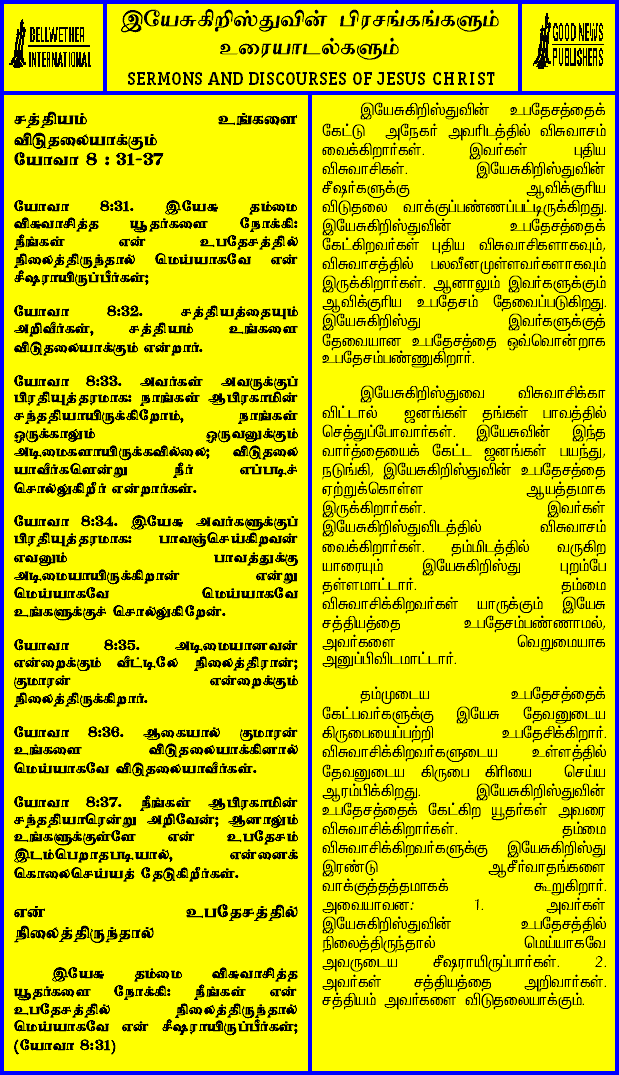 BELLWETHER
INTERNATIONAL
இயேசுகிறிஸ்துவின் பிரசங்கங்களும்
உரையாடல்களும்
SERMONS AND DISCOURSES OF JESUS CHRIST
GOOD NEWS
PUBLISHERS
சத்தியம் உங்களை
விடுதலையாக்கும்
யோவா 8 : 31-37
யோவா 8:31. இயேசு தம்மை
விசுவாசித்த யூதர்களை நோக்கி:
நீங்கள் என் உபதேசத்தில்
நிலைத்திருந்தால் மெய்யாகவே என்
சீஷராயிருப்பீர்கள்;
யோவா 8:32. சத்தியத்தையும்
அறிவீர்கள், சத்தியம் உங்களை
விடுதலையாக்கும் என்றார்.
யோவா 8:33. அவர்கள் அவருக்குப்
பிரதியுத்தரமாக: நாங்கள் ஆபிரகாமின்
சந்ததியாயிருக்கிறோம், நாங்கள்
ஒருக்காலும் ஒருவனுக்கும்
அடிமைகளாயிருக்கவில்லை; விடுதலை
யாவீர்களென்று நீர் எப்படிச்
சொல்லுகிறீர் என்றார்கள்.
யோவா 8:34. இயேசு அவர்களுக்குப்
பிரதியுத்தரமாக: பாவஞ்செய்கிறவன்
எவனும் பாவத்துக்கு
அடிமையாயிருக்கிறான் என்று
மெய்யாகவே மெய்யாகவே
உங்களுக்குச் சொல்லுகிறேன்.
யோவா 8:35. அடிமையானவன்
என்றைக்கும் வீட்டிலே நிலைத்திரான்;
குமாரன் என்றைக்கும்
நிலைத்திருக்கிறார்.
யோவா 8:36. ஆகையால் குமாரன்
உங்களை விடுதலையாக்கினால்
மெய்யாகவே விடுதலையாவீர்கள்.
யோவா 8:37. நீங்கள் ஆபிரகாமின்
சந்ததியாரென்று அறிவேன்; ஆனாலும்
உங்களுக்குள்ளே என் உபதேசம்
இடம்பெறாதபடியால், என்னைக்
கொலைசெய்யத் தேடுகிறீர்கள்.
என் உபதேசத்தில்
நிலைத்திருந்தால்
இயேசு தம்மை விசுவாசித்த
யூதர்களை நோக்கி: நீங்கள் என்
உபதேசத்தில் நிலைத்திருந்தால்
மெய்யாகவே என் சீஷராயிருப்பீர்கள்;
(யோவா 8:31)
இயேசுகிறிஸ்துவின் உபதேசத்தைக்
கேட்டு அநேகர் அவரிடத்தில் விசுவாசம்
வைக்கிறார்கள். இவர்கள் புதிய
விசுவாசிகள். இயேசுகிறிஸ்துவின்
சீஷர்களுக்கு ஆவிக்குரிய
விடுதலை வாக்குப்பண்ணப்பட்டிருக்கிறது.
இயேசுகிறிஸ்துவின் உபதேசத்தைக்
கேட்கிறவர்கள் புதிய விசுவாசிகளாகவும்,
விசுவாசத்தில் பலவீனமுள்ளவர்களாகவும்
இருக்கிறார்கள். ஆனாலும் இவர்களுக்கும்
ஆவிக்குரிய உபதேசம் தேவைப்படுகிறது.
இயேசுகிறிஸ்து இவர்களுக்குத்
தேவையான உபதேசத்தை ஒவ்வொன்றாக
உபதேசம்பண்ணுகிறார்.
இயேசுகிறிஸ்துவை விசுவாசிக்கா
விட்டால் ஜனங்கள் தங்கள் பாவத்தில்
செத்துப்போவார்கள். இயேசுவின் இந்த
வார்த்தையைக் கேட்ட ஜனங்கள் பயந்து,
நடுங்கி, இயேசுகிறிஸ்துவின் உபதேசத்தை
ஏற்றுக்கொள்ள ஆயத்தமாக
இருக்கிறார்கள். இவர்கள்
இயேசுகிறிஸ்துவிடத்தில் விசுவாசம்
வைக்கிறார்கள். தம்மிடத்தில் வருகிற
யாரையும் இயேசுகிறிஸ்து புறம்பே
தள்ளமாட்டார். தம்மை
விசுவாசிக்கிறவர்கள் யாருக்கும் இயேசு
சத்தியத்தை உபதேசம்பண்ணாமல்,
அவர்களை வெறுமையாக
அனுப்பிவிடமாட்டார்.
தம்முடைய உபதேசத்தைக்
கேட்பவர்களுக்கு இயேசு தேவனுடைய
கிருபையைப்பற்றி உபதேசிக்கிறார்.
விசுவாசிக்கிறவர்களுடைய உள்ளத்தில்
தேவனுடைய கிருபை கிரியை செய்ய
ஆரம்பிக்கிறது. இயேசுகிறிஸ்துவின்
உபதேசத்தைக் கேட்கிற யூதர்கள் அவரை
விசுவாசிக்கிறார்கள். தம்மை
விசுவாசிக்கிறவர்களுக்கு இயேசுகிறிஸ்து
இரண்டு ஆசீர்வாதங்களை
வாக்குத்தத்தமாகக் கூறுகிறார்.
அவையாவன: 1. அவர்கள்
இயேசுகிறிஸ்துவின் உபதேசத்தில்
நிலைத்திருந்தால் மெய்யாகவே
அவருடைய சீஷராயிருப்பார்கள். 2.
அவர்கள் சத்தியத்தை அறிவார்கள்.
சத்தியம் அவர்களை விடுதலையாக்கும்.